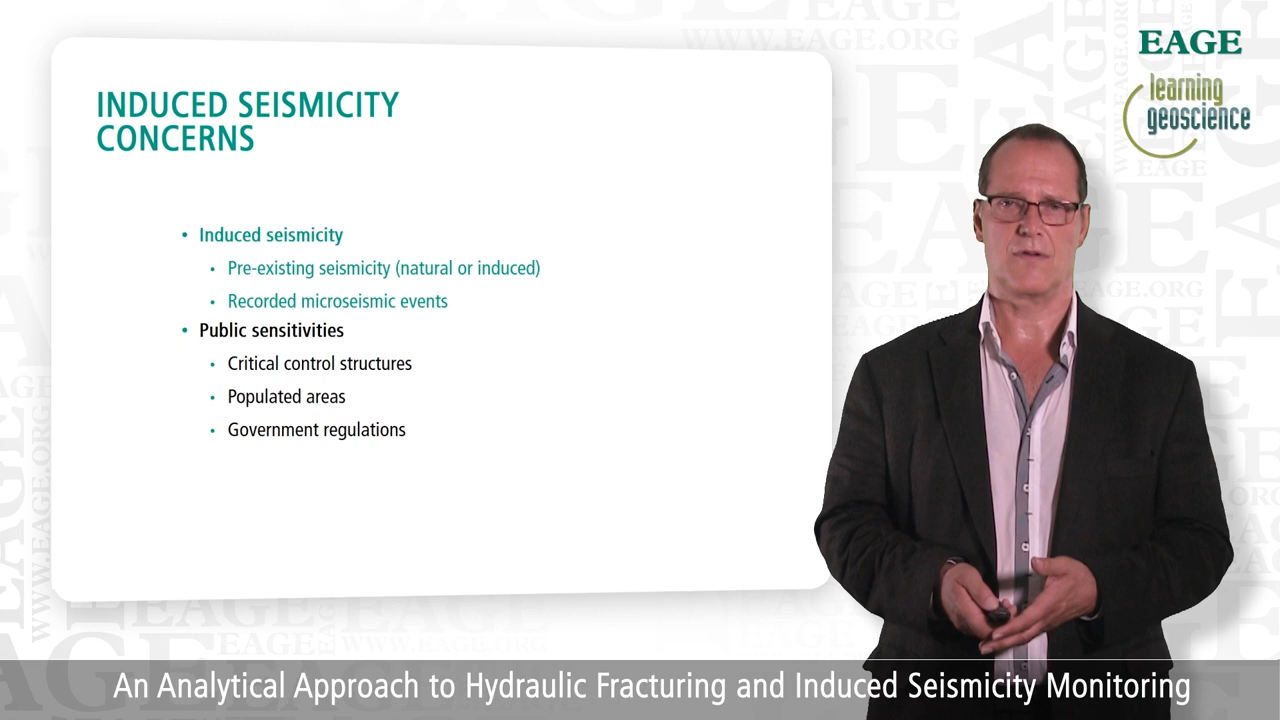 EAGE
learning
geoscience
INDUCED SEISMICITY
CONCERNS
• Induced seismicity
• Pre-existing seismicity (natural or induced)
• Recorded microseismic events
• Public sensitivities
• Critical control structures
• Populated areas
• Government regulations
An Analytical Approach to Hydraulic Fracturing and Induced Seismicity Monitoring